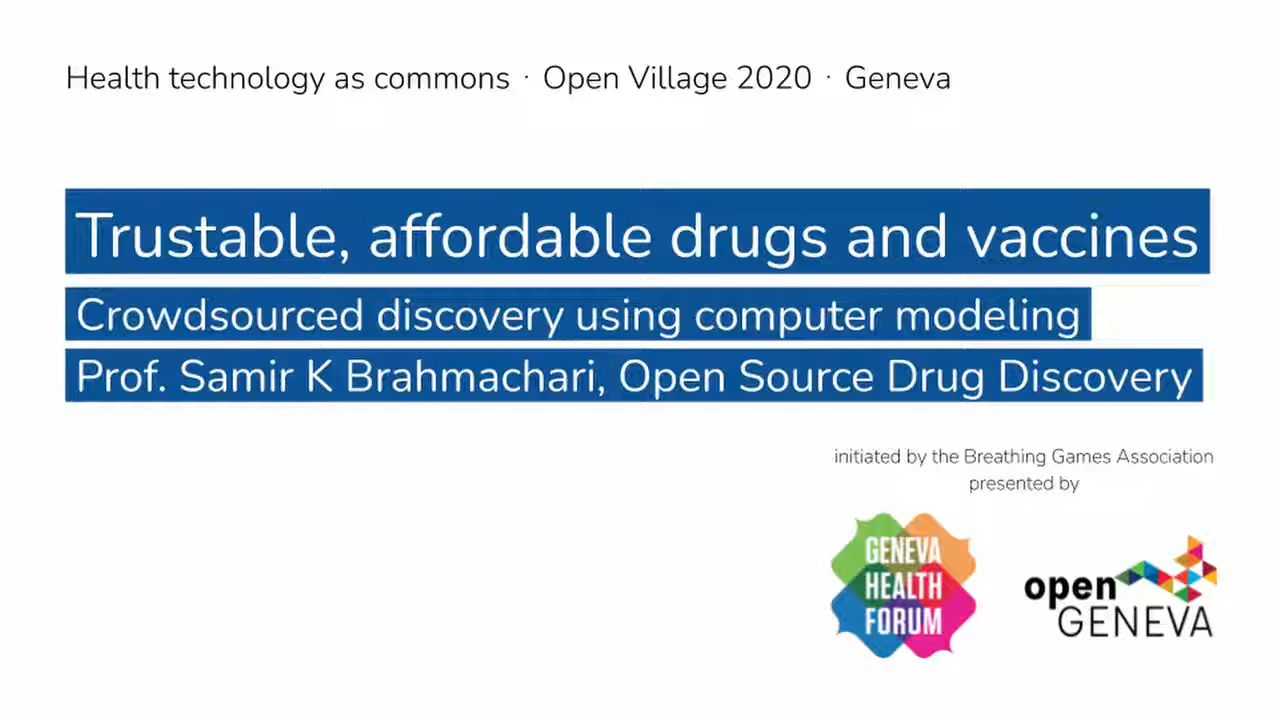 Health technology as commons · Open Village 2020 · Geneva
Trustable, affordable drugs and vaccines
Crowdsourced discovery using computer modeling
Prof. Samir K Brahmachari, Open Source Drug Discovery
initiated by the Breathing Games Association
presented by
GENEVA
HEALTH
FORUM
open
GENEVA